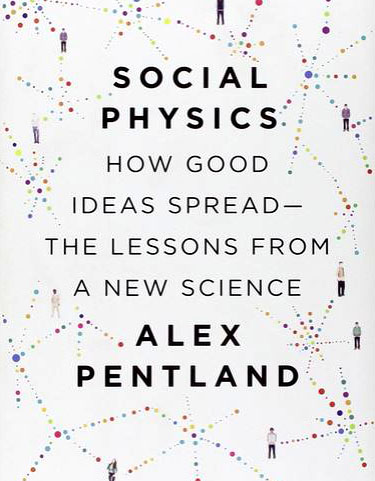 SOCIAL
PHYSICS
HOW GOOD
IDEAS SPREAD—
THE LESSONS FROM
A NEW SCIENCE
ALEX
PENTLAND